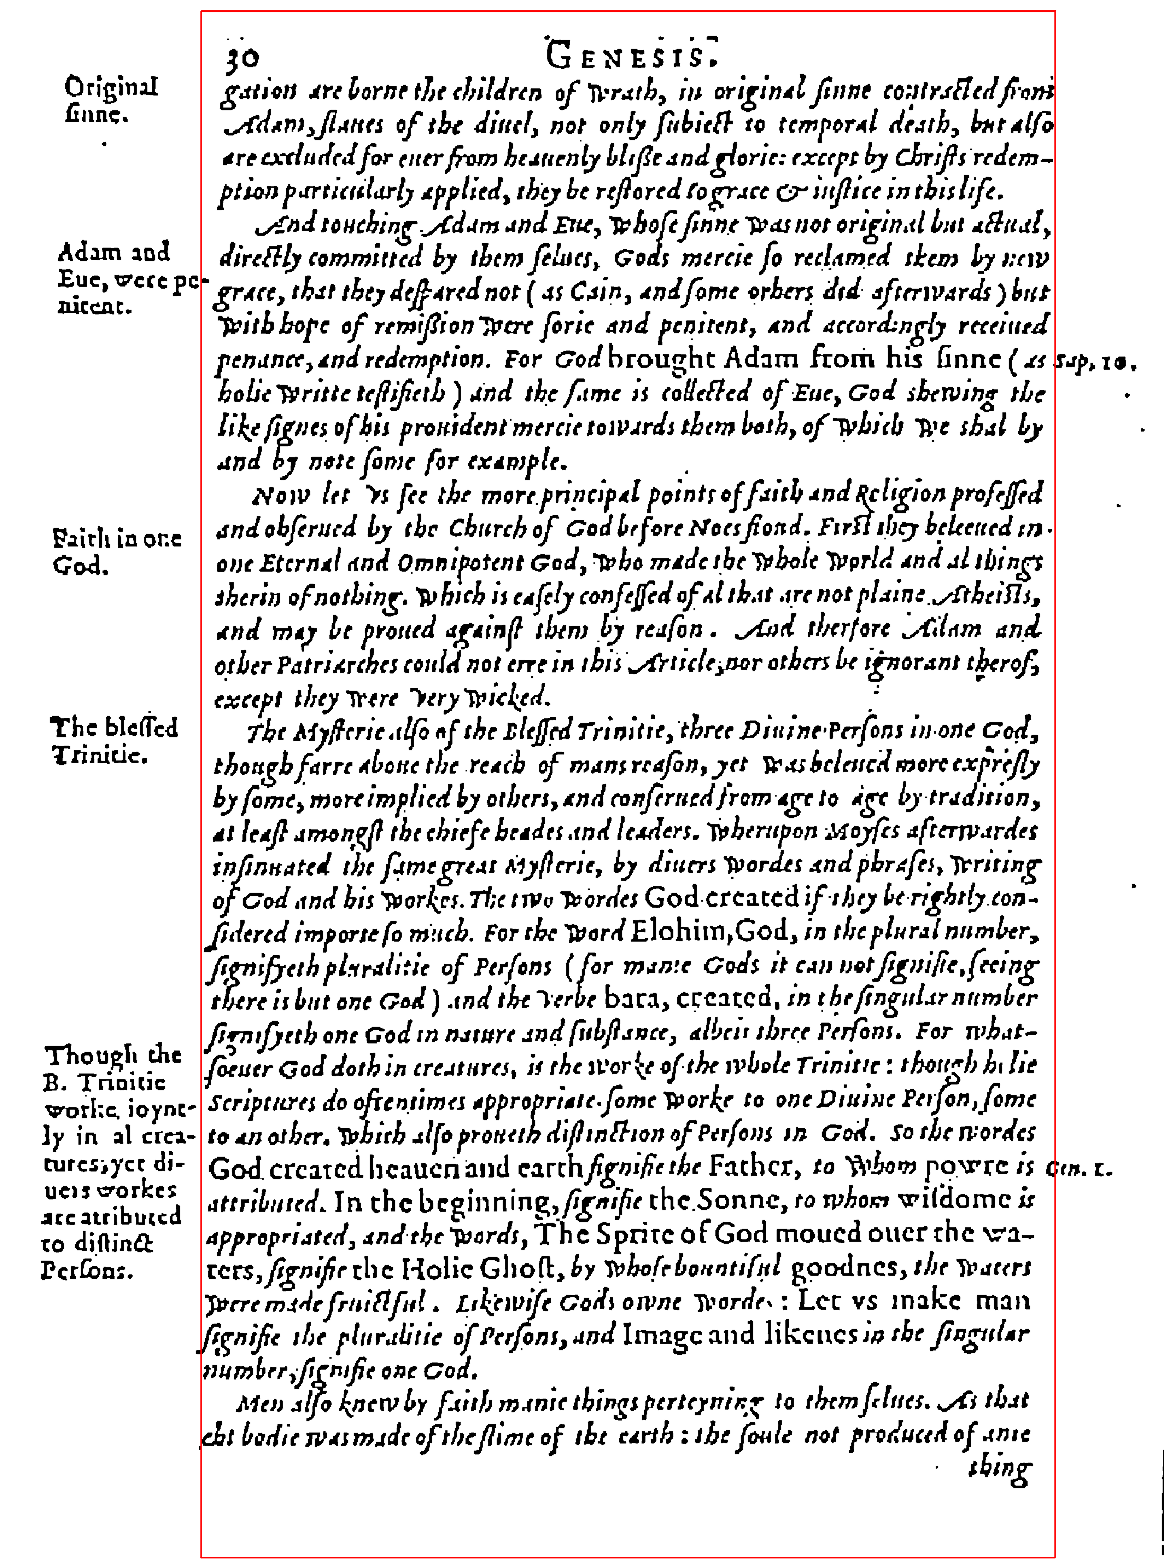 30 GENESIS.
Original
sinne.
gation are borne the children of wrath, in original sinne contracted from
Adam, slaues of the diuel, not only subiect to temporal death, but also
are excluded for euer from heauenly blisse and glorie: except by Christs redem-
ption particularly applied, they be restored to grace & iustice in this life.
Adam and
Eue, were pe-
nitent.
And touching Adam and Eue, whose sinne was not original but actual,
directly committed by them selues, Gods mercie so reclamed them by new
grace, that they despared not (as Cain, and some others did afterwards) but
with hope of remission were sorie and penitent, and accordingly receiued
penance, and redemption. For God brought Adam from his sinne (as
Sap, 10.
holie writte testifieth) and the same is collected of Eue, God shewing the
like signes of his prouident mercie towards them both, of which we shal by
and by note some for example.
Now let vs see the more principal points of faith and Religion professed
and obserued by the Church of God before Noes floud. First they beleeued in
Faith in one
God.
one Eternal and Omnipotent God, who made the whole world and al things
therin of nothing. Which is easely confessed of al that are not plaine Atheists,
and may be proued against them by reason. And therfore Adam and
other Patriarches could not erre in this Article, nor others be ignorant therof,
except they were very wicked.
The blessed
Trinitie.
The Mysterie also of the Blessed Trinitie, three Diuine Persons in one God,
though farre aboue the reach of mans reason, yet was beleued more expresly
by some, more implied by others, and conserued from age to age by tradition,
at least amongst the chiefe heades and leaders. Wherupon Moyses afterwardes
insinuated the same great Mysterie, by diuers wordes and phrases, writing
of God and his workes. The two wordes God created if they be rightly con-
sidered importe so much. For the word Elohim, God, in the plural number,
signifyeth pluralitie of Persons (for manie Gods it can not signifie, seeing
there is but one God) and the verbe bara, created, in the singular number
signifyeth one God in nature and substance, albeit three Persons. For what-
Though the
B. Trinitie
worke ioynt-
ly in al crea-
tures, yet di-
uers workes
are attributed
to distinct
Persons.
soeuer God doth in creatures, is the worke of the whole Trinitie: though holie
Scriptures do oftentimes appropriate some worke to one Diuine Person, some
to an other. Which also proueth distinction of Persons in God. So the wordes
God created heauen and earth signifie the Father, to whom powre is
Gen. 1.
attributed. In the beginning, signifie the Sonne, to whom wisdome is
appropriated, and the words, The Sprite of God moued ouer the wa-
ters, signifie the Holie Ghost, by whose bountiful goodnes, the waters
were made fruictful. Likewise Gods owne wordes: Let vs make man
signifie the pluralitie of Persons, and Image and likenes in the singular
number, signifie one God.
Men also knew by faith manie things perteyning to them selues. As that
bodie was made of the slime of the earth: the soule not produced of anie
thing